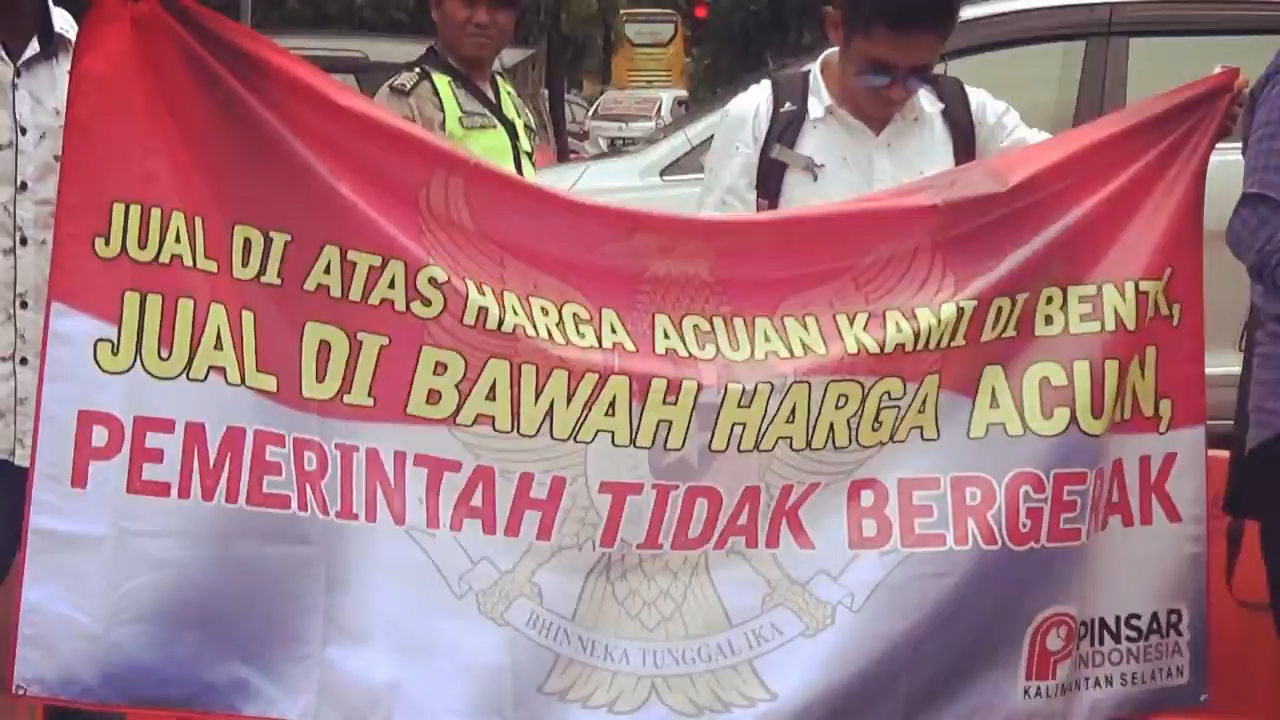 JUAL DI ATAS HARGA ACUAN KAMI DI BENTK,
JUAL DI BAWAH HARGA ACUN,
PEMERINTAH TIDAK BERGERAK
BHINNEKA TUNGGAL IKA
PINSAR
INDONESIA
KALIMANTAN SELATAN